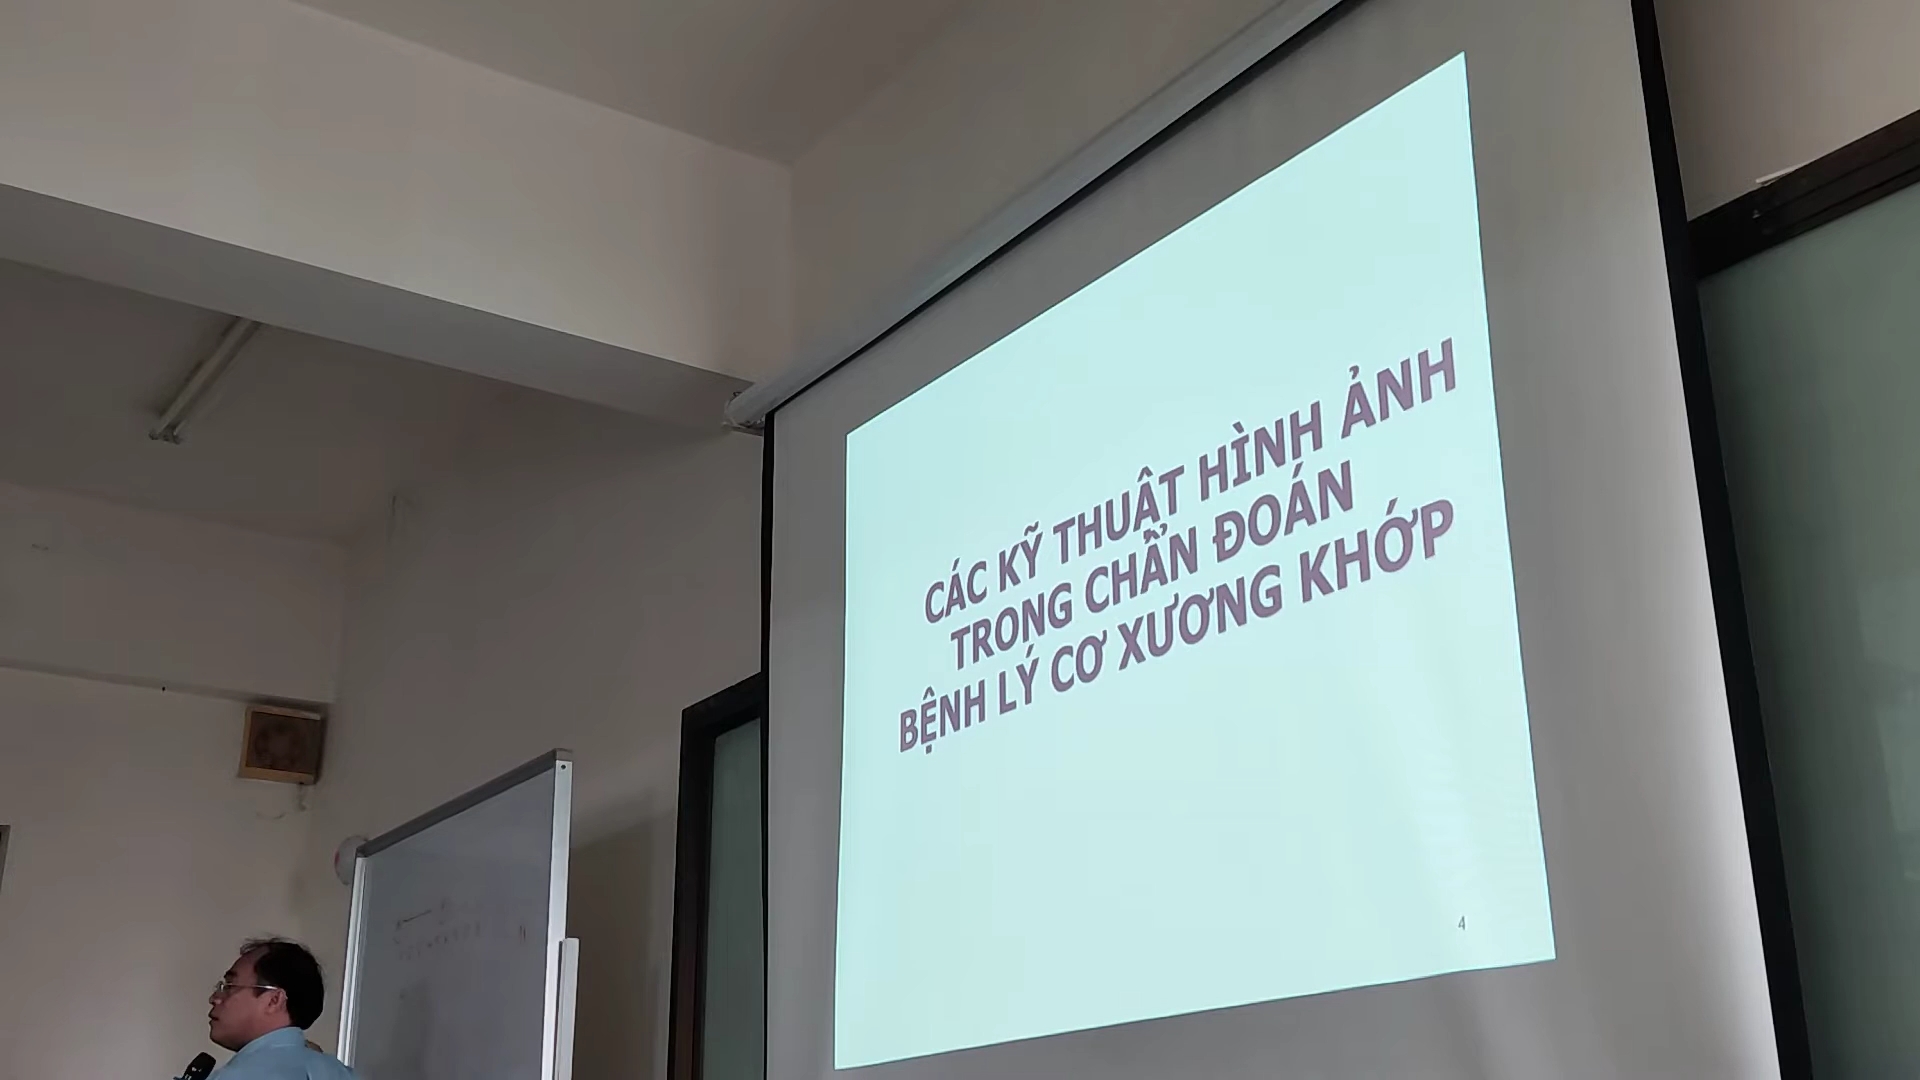 CÁC KỸ THUẬT HÌNH ẢNH
TRONG CHẨN ĐOÁN
BỆNH LÝ CƠ XƯƠNG KHỚP
4